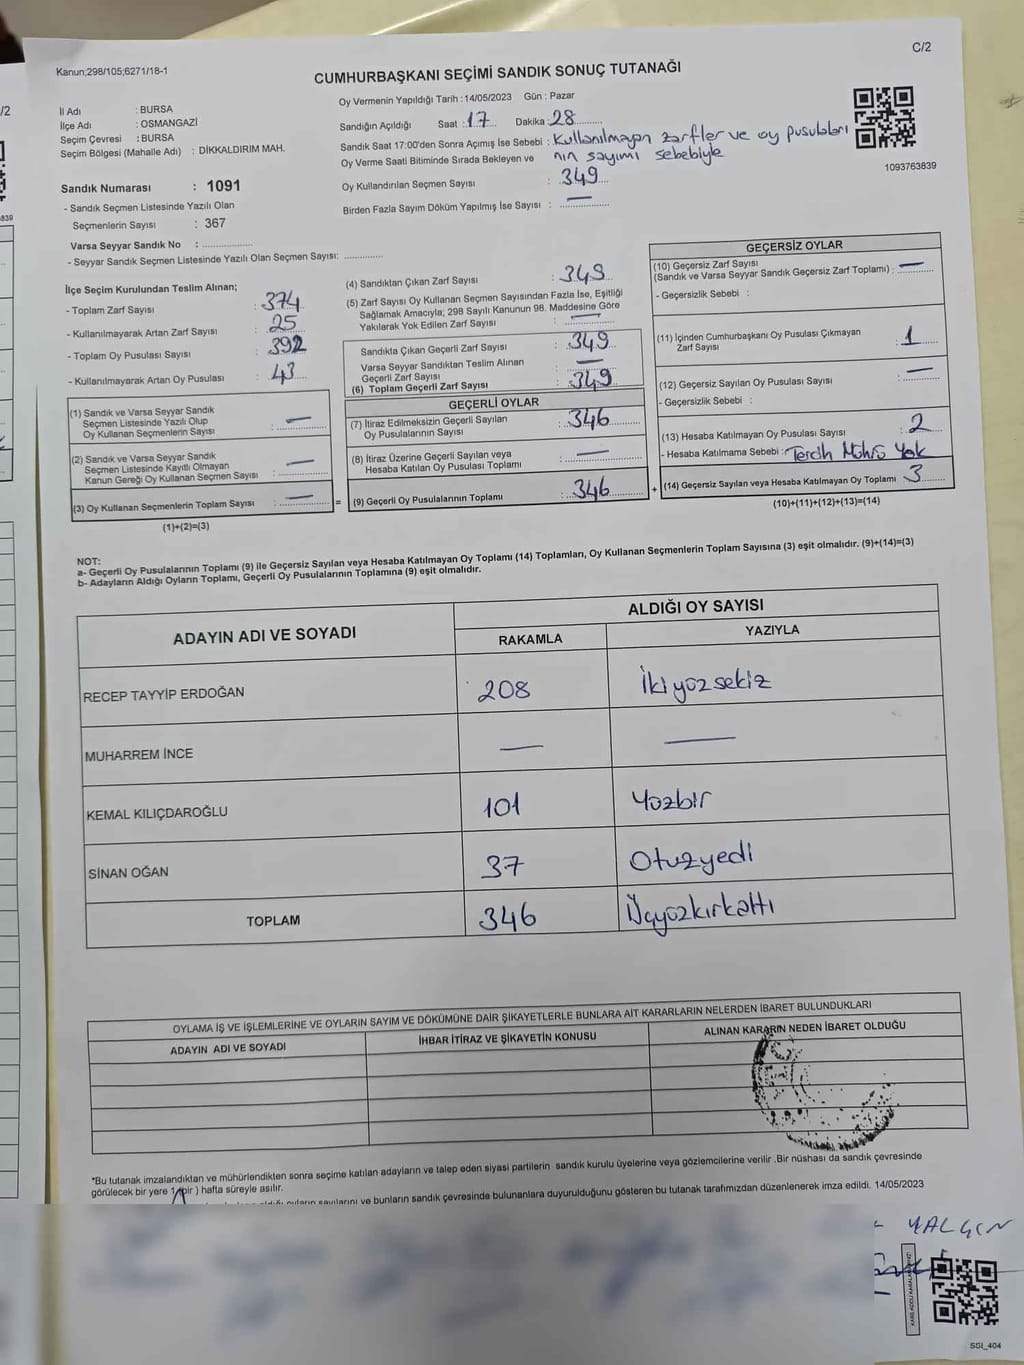 C/2
Kanun;298/105;6271/18-1
CUMHURBAŞKANI SEÇİMİ SANDIK SONUÇ TUTANAĞI
İl Adı : BURSA
İlçe Adı : OSMANGAZİ
Seçim Çevresi : BURSA
Seçim Bölgesi (Mahalle Adı) : DİKKALDIRIM MAH.
Oy Vermenin Yapıldığı Tarih : 14/05/2023 Gün : Pazar
Sandığın Açıldığı Saat : 17 Dakika : 28
Sandık Saat 17:00'den Sonra Açımış İse Sebebi : Kullanılmayan zarflar ve oy pusulaları
Oy Verme Saati Bitiminde Sırada Bekleyen ve nın sayımı sebebiyle
Oy Kullandırılan Seçmen Sayısı : 349
Birden Fazla Sayım Döküm Yapılmış İse Sayısı : —
1093763839
Sandık Numarası : 1091
- Sandık Seçmen Listesinde Yazılı Olan
Seçmenlerin Sayısı : 367
Varsa Seyyar Sandık No :
- Seyyar Sandık Seçmen Listesinde Yazılı Olan Seçmen Sayısı:
İlçe Seçim Kurulundan Teslim Alınan;
- Toplam Zarf Sayısı : 374
- Kullanılmayarak Artan Zarf Sayısı : 25
- Toplam Oy Pusulası Sayısı : 392
- Kullanılmayarak Artan Oy Pusulası : 43
(1) Sandık ve Varsa Seyyar Sandık
Seçmen Listesinde Yazılı Olup
Oy Kullanan Seçmenlerin Sayısı : —
(2) Sandık ve Varsa Seyyar Sandık
Seçmen Listesinde Kayıtlı Olmayan
Kanun Gereği Oy Kullanan Seçmen Sayısı : —
(3) Oy Kullanan Seçmenlerin Toplam Sayısı : — =
(1)+(2)=(3)
(4) Sandıktan Çıkan Zarf Sayısı : 349
(5) Zarf Sayısı Oy Kullanan Seçmen Sayısından Fazla İse, Eşitliği
Sağlamak Amacıyla; 298 Sayılı Kanunun 98. Maddesine Göre
Yakılarak Yok Edilen Zarf Sayısı : —
Sandıkta Çıkan Geçerli Zarf Sayısı : 349
Varsa Seyyar Sandıktan Teslim Alınan
Geçerli Zarf Sayısı : —
(6) Toplam Geçerli Zarf Sayısı : 349
GEÇERLİ OYLAR
(7) İtiraz Edilmeksizin Geçerli Sayılan
Oy Pusulalarının Sayısı : 346
(8) İtiraz Üzerine Geçerli Sayılan veya
Hesaba Katılan Oy Pusulası Toplamı : —
(9) Geçerli Oy Pusulalarının Toplamı : 346 +
GEÇERSİZ OYLAR
(10) Geçersiz Zarf Sayısı
(Sandık ve Varsa Seyyar Sandık Geçersiz Zarf Toplamı) : —
- Geçersizlik Sebebi :
(11) İçinden Cumhurbaşkanı Oy Pusulası Çıkmayan
Zarf Sayısı : 1
(12) Geçersiz Sayılan Oy Pusulası Sayısı : —
- Geçersizlik Sebebi :
(13) Hesaba Katılmayan Oy Pusulası Sayısı : 2
- Hesaba Katılmama Sebebi : Tercih Mührü Yok
(14) Geçersiz Sayılan veya Hesaba Katılmayan Oy Toplamı : 3
(10)+(11)+(12)+(13)=(14)
NOT:
a- Geçerli Oy Pusulalarının Toplamı (9) ile Geçersiz Sayılan veya Hesaba Katılmayan Oy Toplamı (14) Toplamları, Oy Kullanan Seçmenlerin Toplam Sayısına (3) eşit olmalıdır. (9)+(14)=(3)
b- Adayların Aldığı Oyların Toplamı, Geçerli Oy Pusulalarının Toplamına (9) eşit olmalıdır.
ADAYIN ADI VE SOYADI
ALDIĞI OY SAYISI
RAKAMLA YAZIYLA
RECEP TAYYİP ERDOĞAN 208 İkiyüzsekiz
MUHARREM İNCE — —
KEMAL KILIÇDAROĞLU 101 Yüzbir
SİNAN OĞAN 37 Otuzyedi
TOPLAM 346 Üçyüzkırkaltı
OYLAMA İŞ VE İŞLEMLERİNE VE OYLARIN SAYIM VE DÖKÜMÜNE DAİR ŞİKAYETLERLE BUNLARA AİT KARARLARIN NELERDEN İBARET BULUNDUKLARI
ADAYIN ADI VE SOYADI İHBAR İTİRAZ VE ŞİKAYETİN KONUSU ALINAN KARARIN NEDEN İBARET OLDUĞU
*Bu tutanak imzalandıktan ve mühürlendikten sonra seçime katılan adayların ve talep eden siyasi partilerin sandık kurulu üyelerine veya gözlemcilerine verilir .Bir nüshası da sandık çevresinde
görülecek bir yere 1 (bir) hafta süreyle asılır.
oyların sayılarını ve bunların sandık çevresinde bulunanlara duyurulduğunu gösteren bu tutanak tarafımızdan düzenlenerek imza edildi. 14/05/2023
YALÇIN
SGI_404